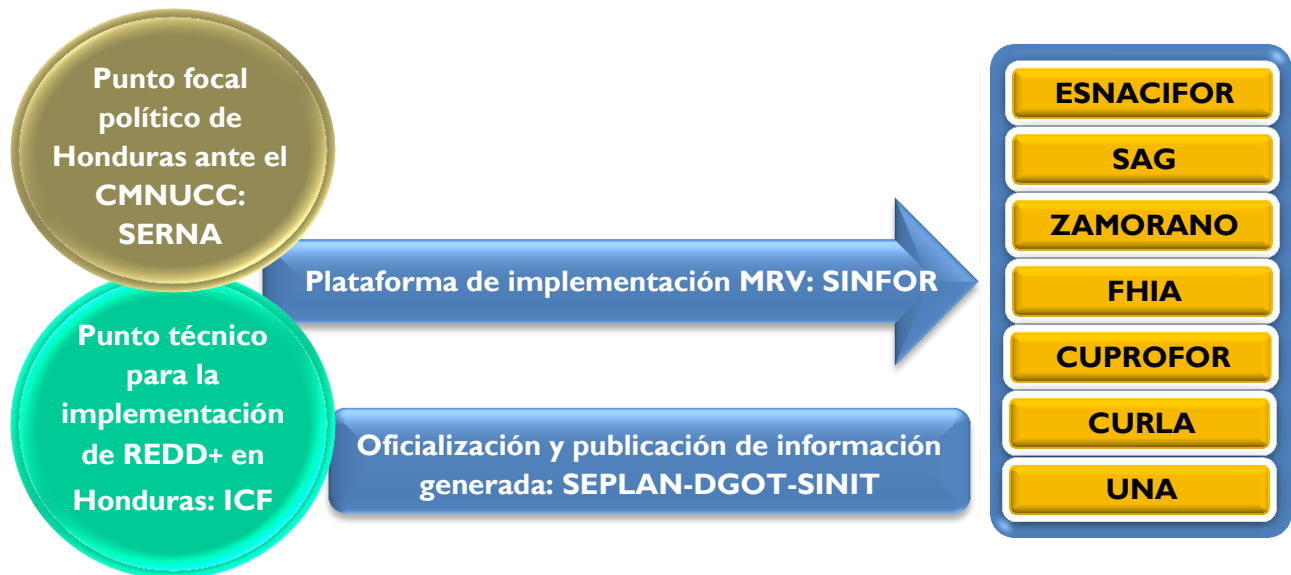 Punto focal
político de
Honduras ante el
CMNUCC:
SERNA
Punto técnico
para la
implementación
de REDD+ en
Honduras: ICF
Plataforma de implementación MRV: SINFOR
Oficialización y publicación de información
generada: SEPLAN-DGOT-SINIT
ESNACIFOR
SAG
ZAMORANO
FHIA
CUPROFOR
CURLA
UNA